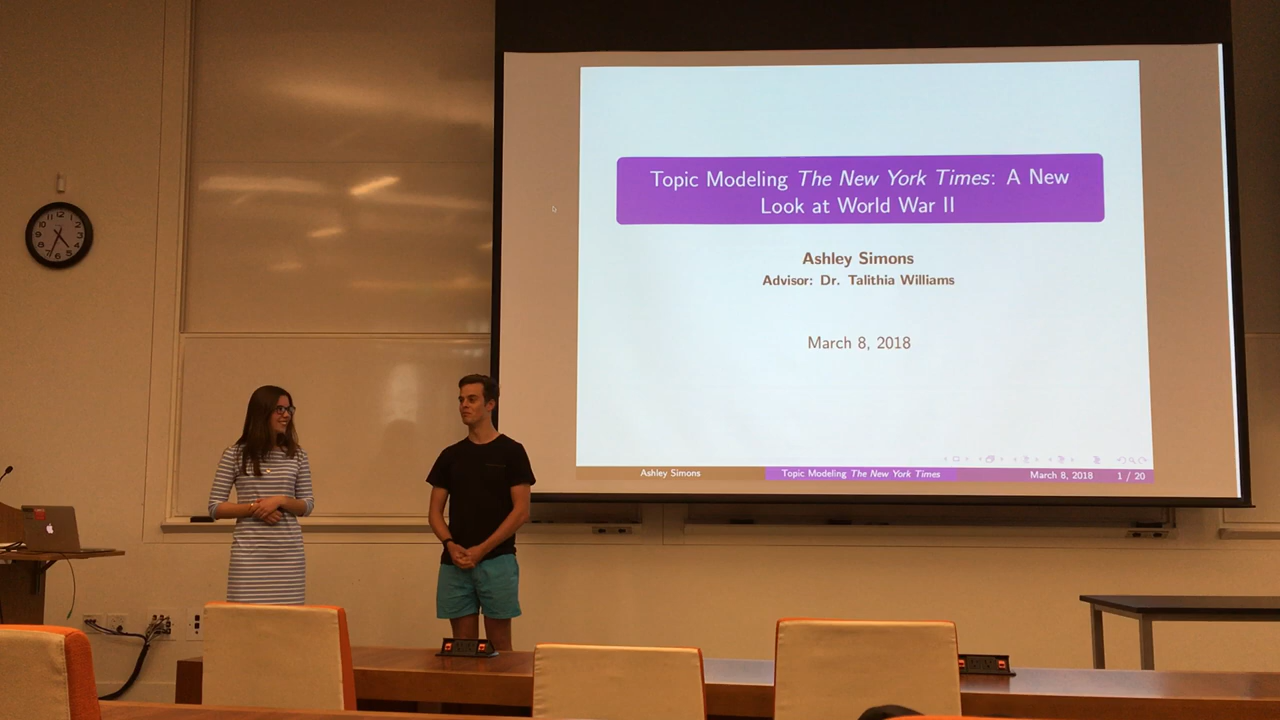 Topic Modeling The New York Times: A New
Look at World War II
Ashley Simons
Advisor: Dr. Talithia Williams
March 8, 2018
Ashley Simons
Topic Modeling The New York Times
March 8, 2018
1 / 20